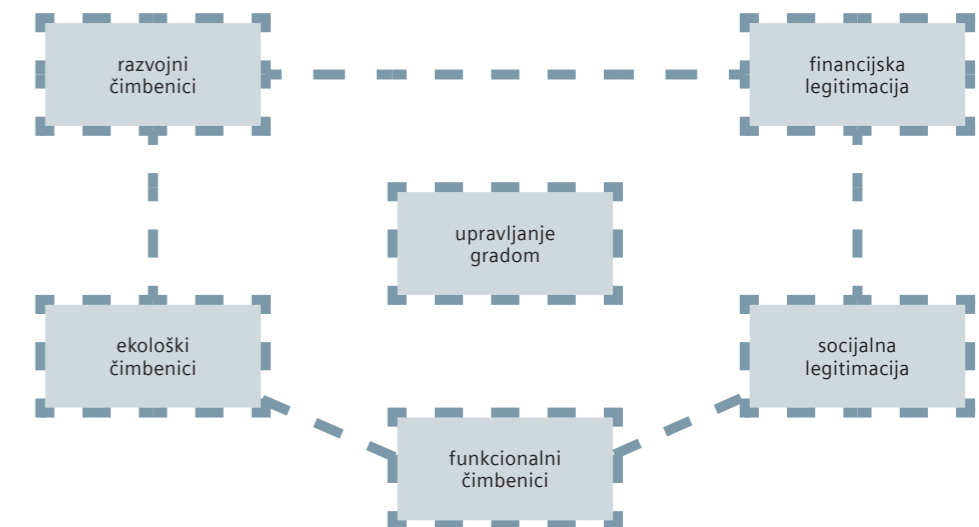 razvojni
čimbenici
financijska
legitimacija
upravljanje
gradom
ekološki
čimbenici
socijalna
legitimacija
funkcionalni
čimbenici